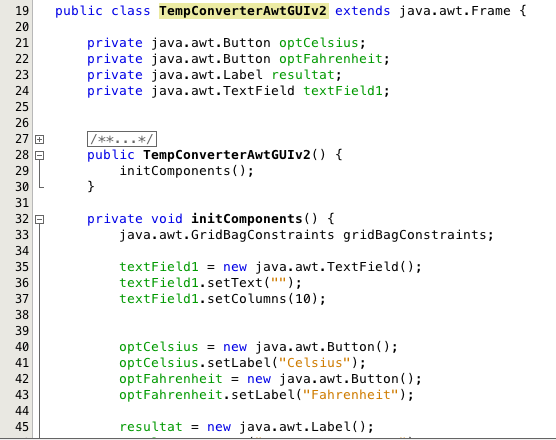 19 public class TempConverterAwtGUIv2 extends java.awt.Frame {
20
21 private java.awt.Button optCelsius;
22 private java.awt.Button optFahrenheit;
23 private java.awt.Label resultat;
24 private java.awt.TextField textField1;
25
26
27 /**...*/
28 public TempConverterAwtGUIv2() {
29 initComponents();
30 }
31
32 private void initComponents() {
33 java.awt.GridBagConstraints gridBagConstraints;
34
35 textField1 = new java.awt.TextField();
36 textField1.setText("");
37 textField1.setColumns(10);
38
39
40 optCelsius = new java.awt.Button();
41 optCelsius.setLabel("Celsius");
42 optFahrenheit = new java.awt.Button();
43 optFahrenheit.setLabel("Fahrenheit");
44
45 resultat = new java.awt.Label();